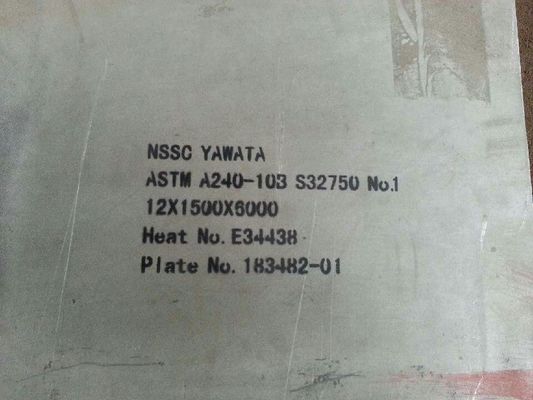 NSSC YAWATA
ASTM A240-10B S32750 No.1
12X1500X6000
Heat No. E34438
Plate No. 183482-01